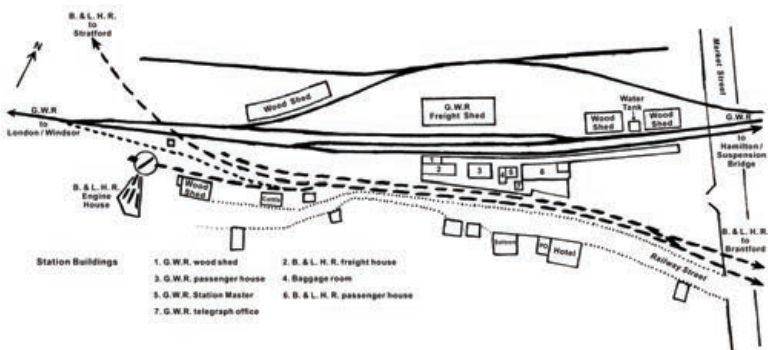 B. & L. H. R.
to
Stratford
N
Market Street
Wood Shed
G.W.R
Freight Shed
Water
Tank
Wood
Shed
Wood
Shed
G.W.R
to
London / Windsor
G.W.R
to
Hamilton /
Suspension
Bridge
1
2
3
4
5
6
7
B. & L. H. R.
Engine
House
Wood
Shed
Cattle
Saloon
PO
Hotel
Railway Street
B. & L. H. R.
to
Brantford
Station Buildings
1. G.W.R. wood shed
2. B. & L. H. R. freight house
3. G.W.R. passenger house
4. Baggage room
5. G.W.R. Station Master
6. B. & L. H. R. passenger house
7. G.W.R. telegraph office